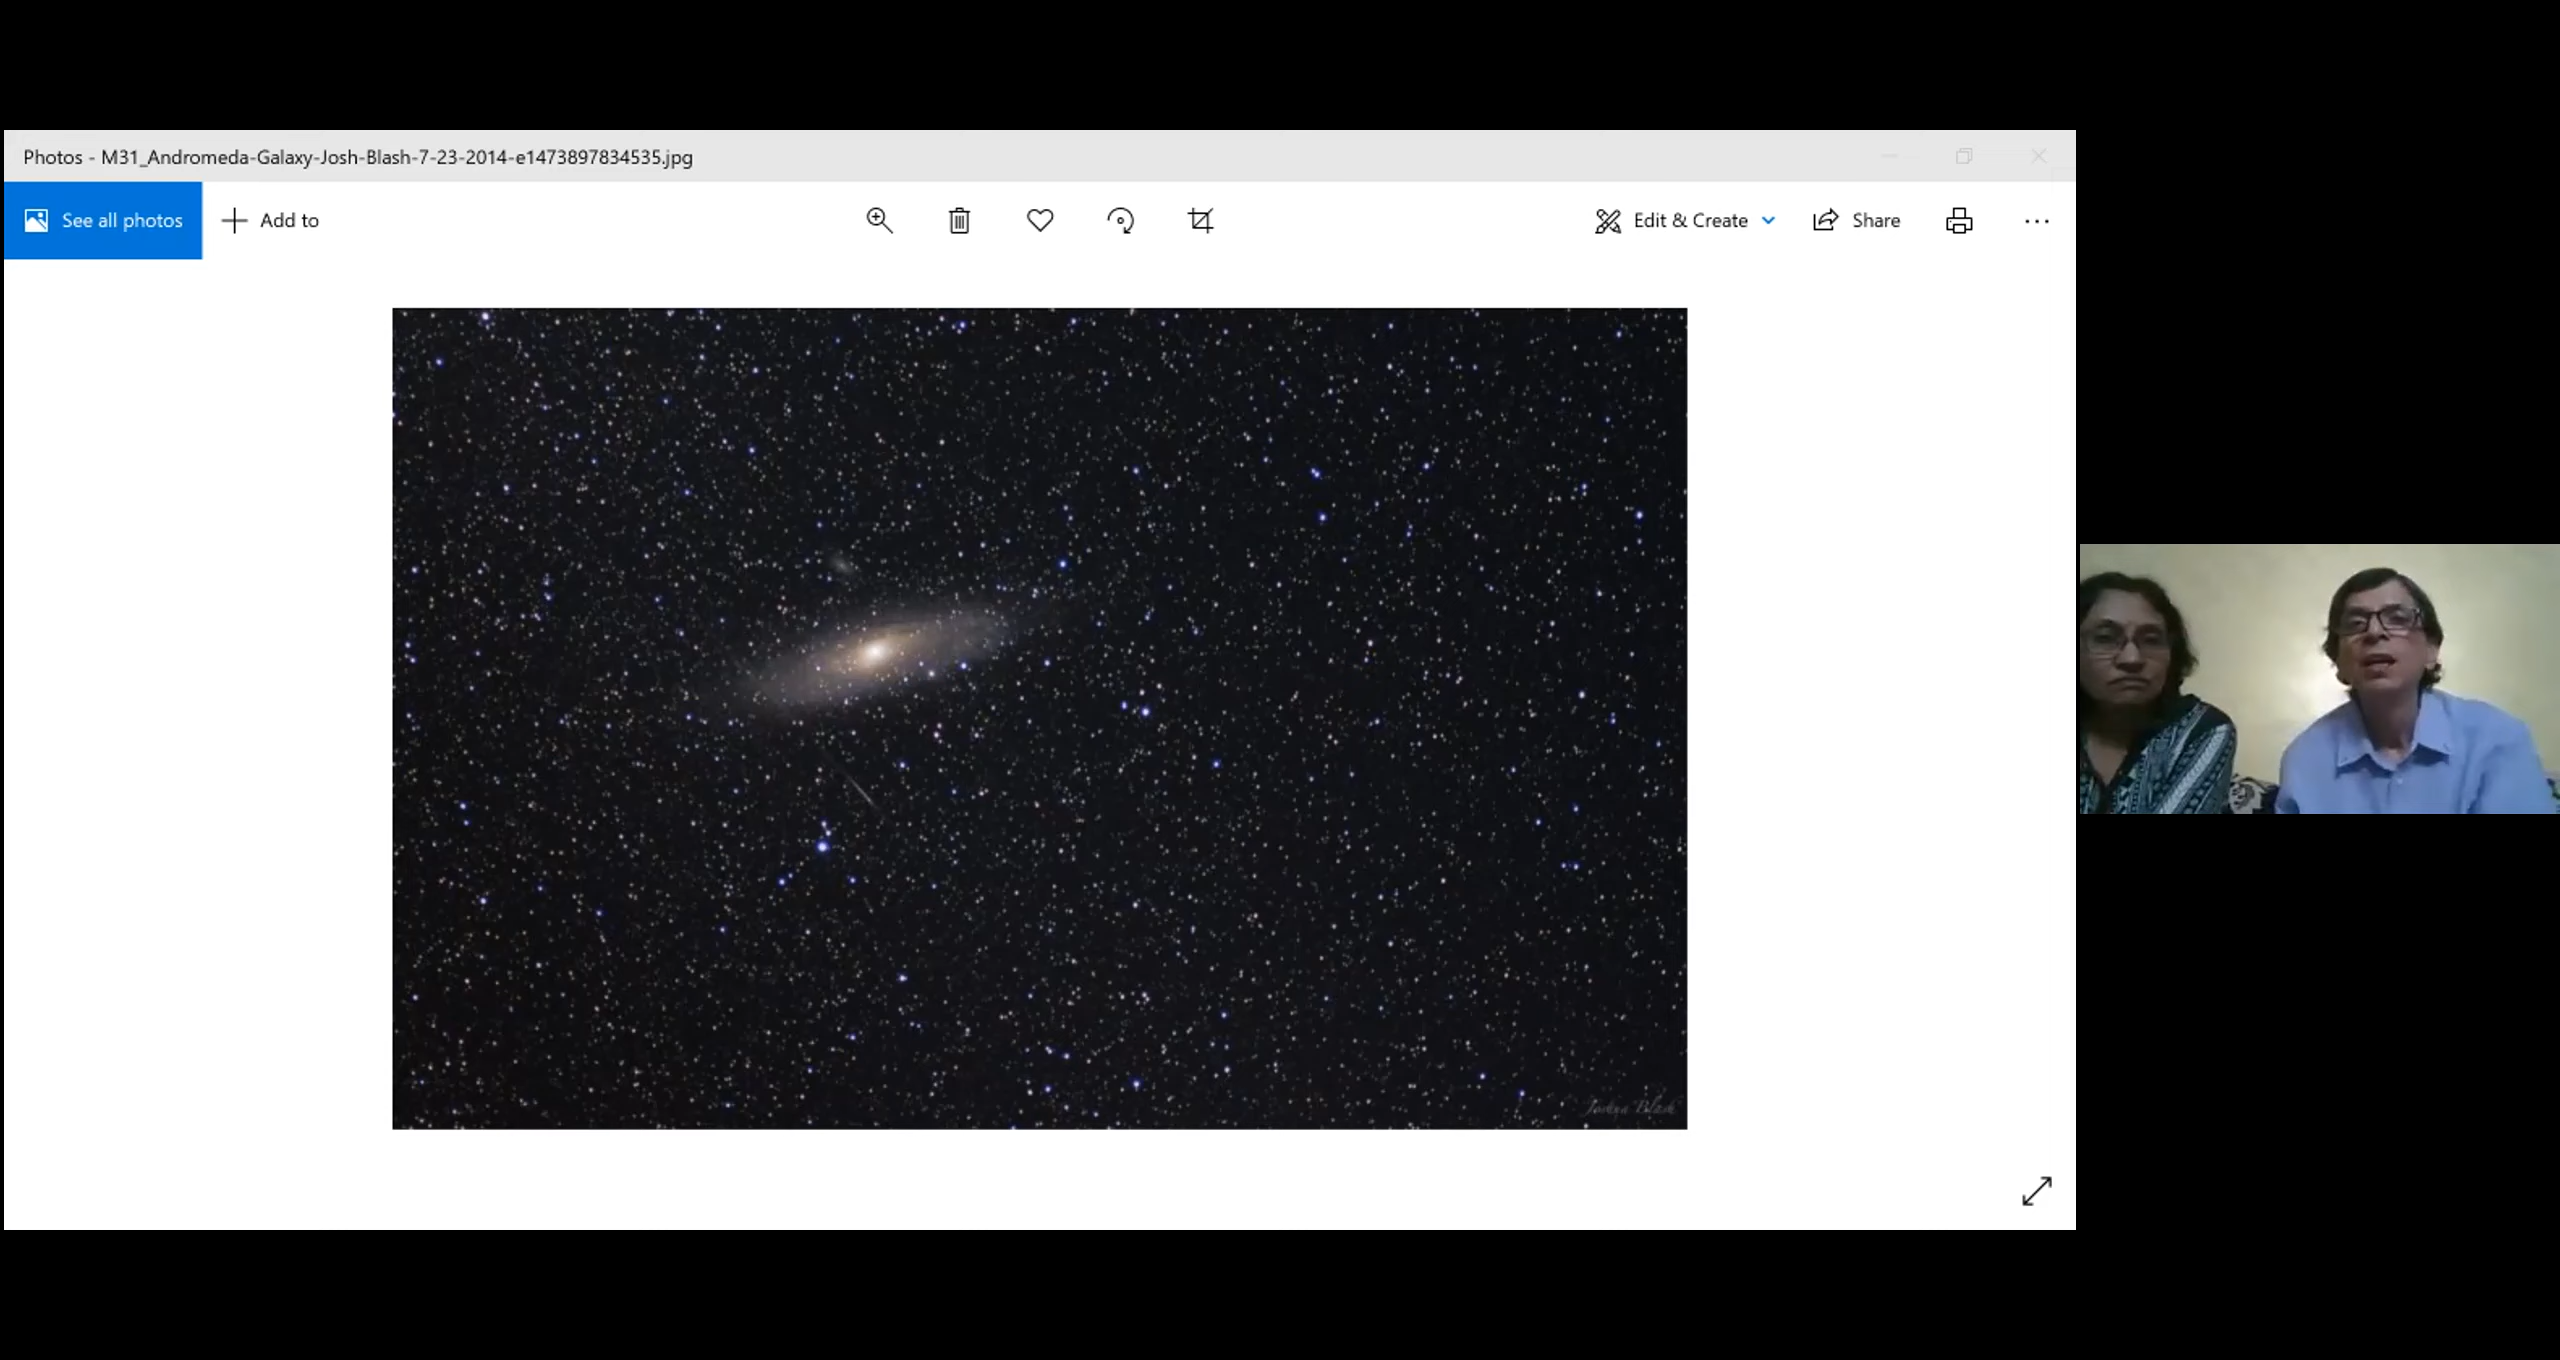 Photos - M31_Andromeda-Galaxy-Josh-Blash-7-23-2014-e1473897834535.jpg
See all photos
Add to
Edit & Create
Share